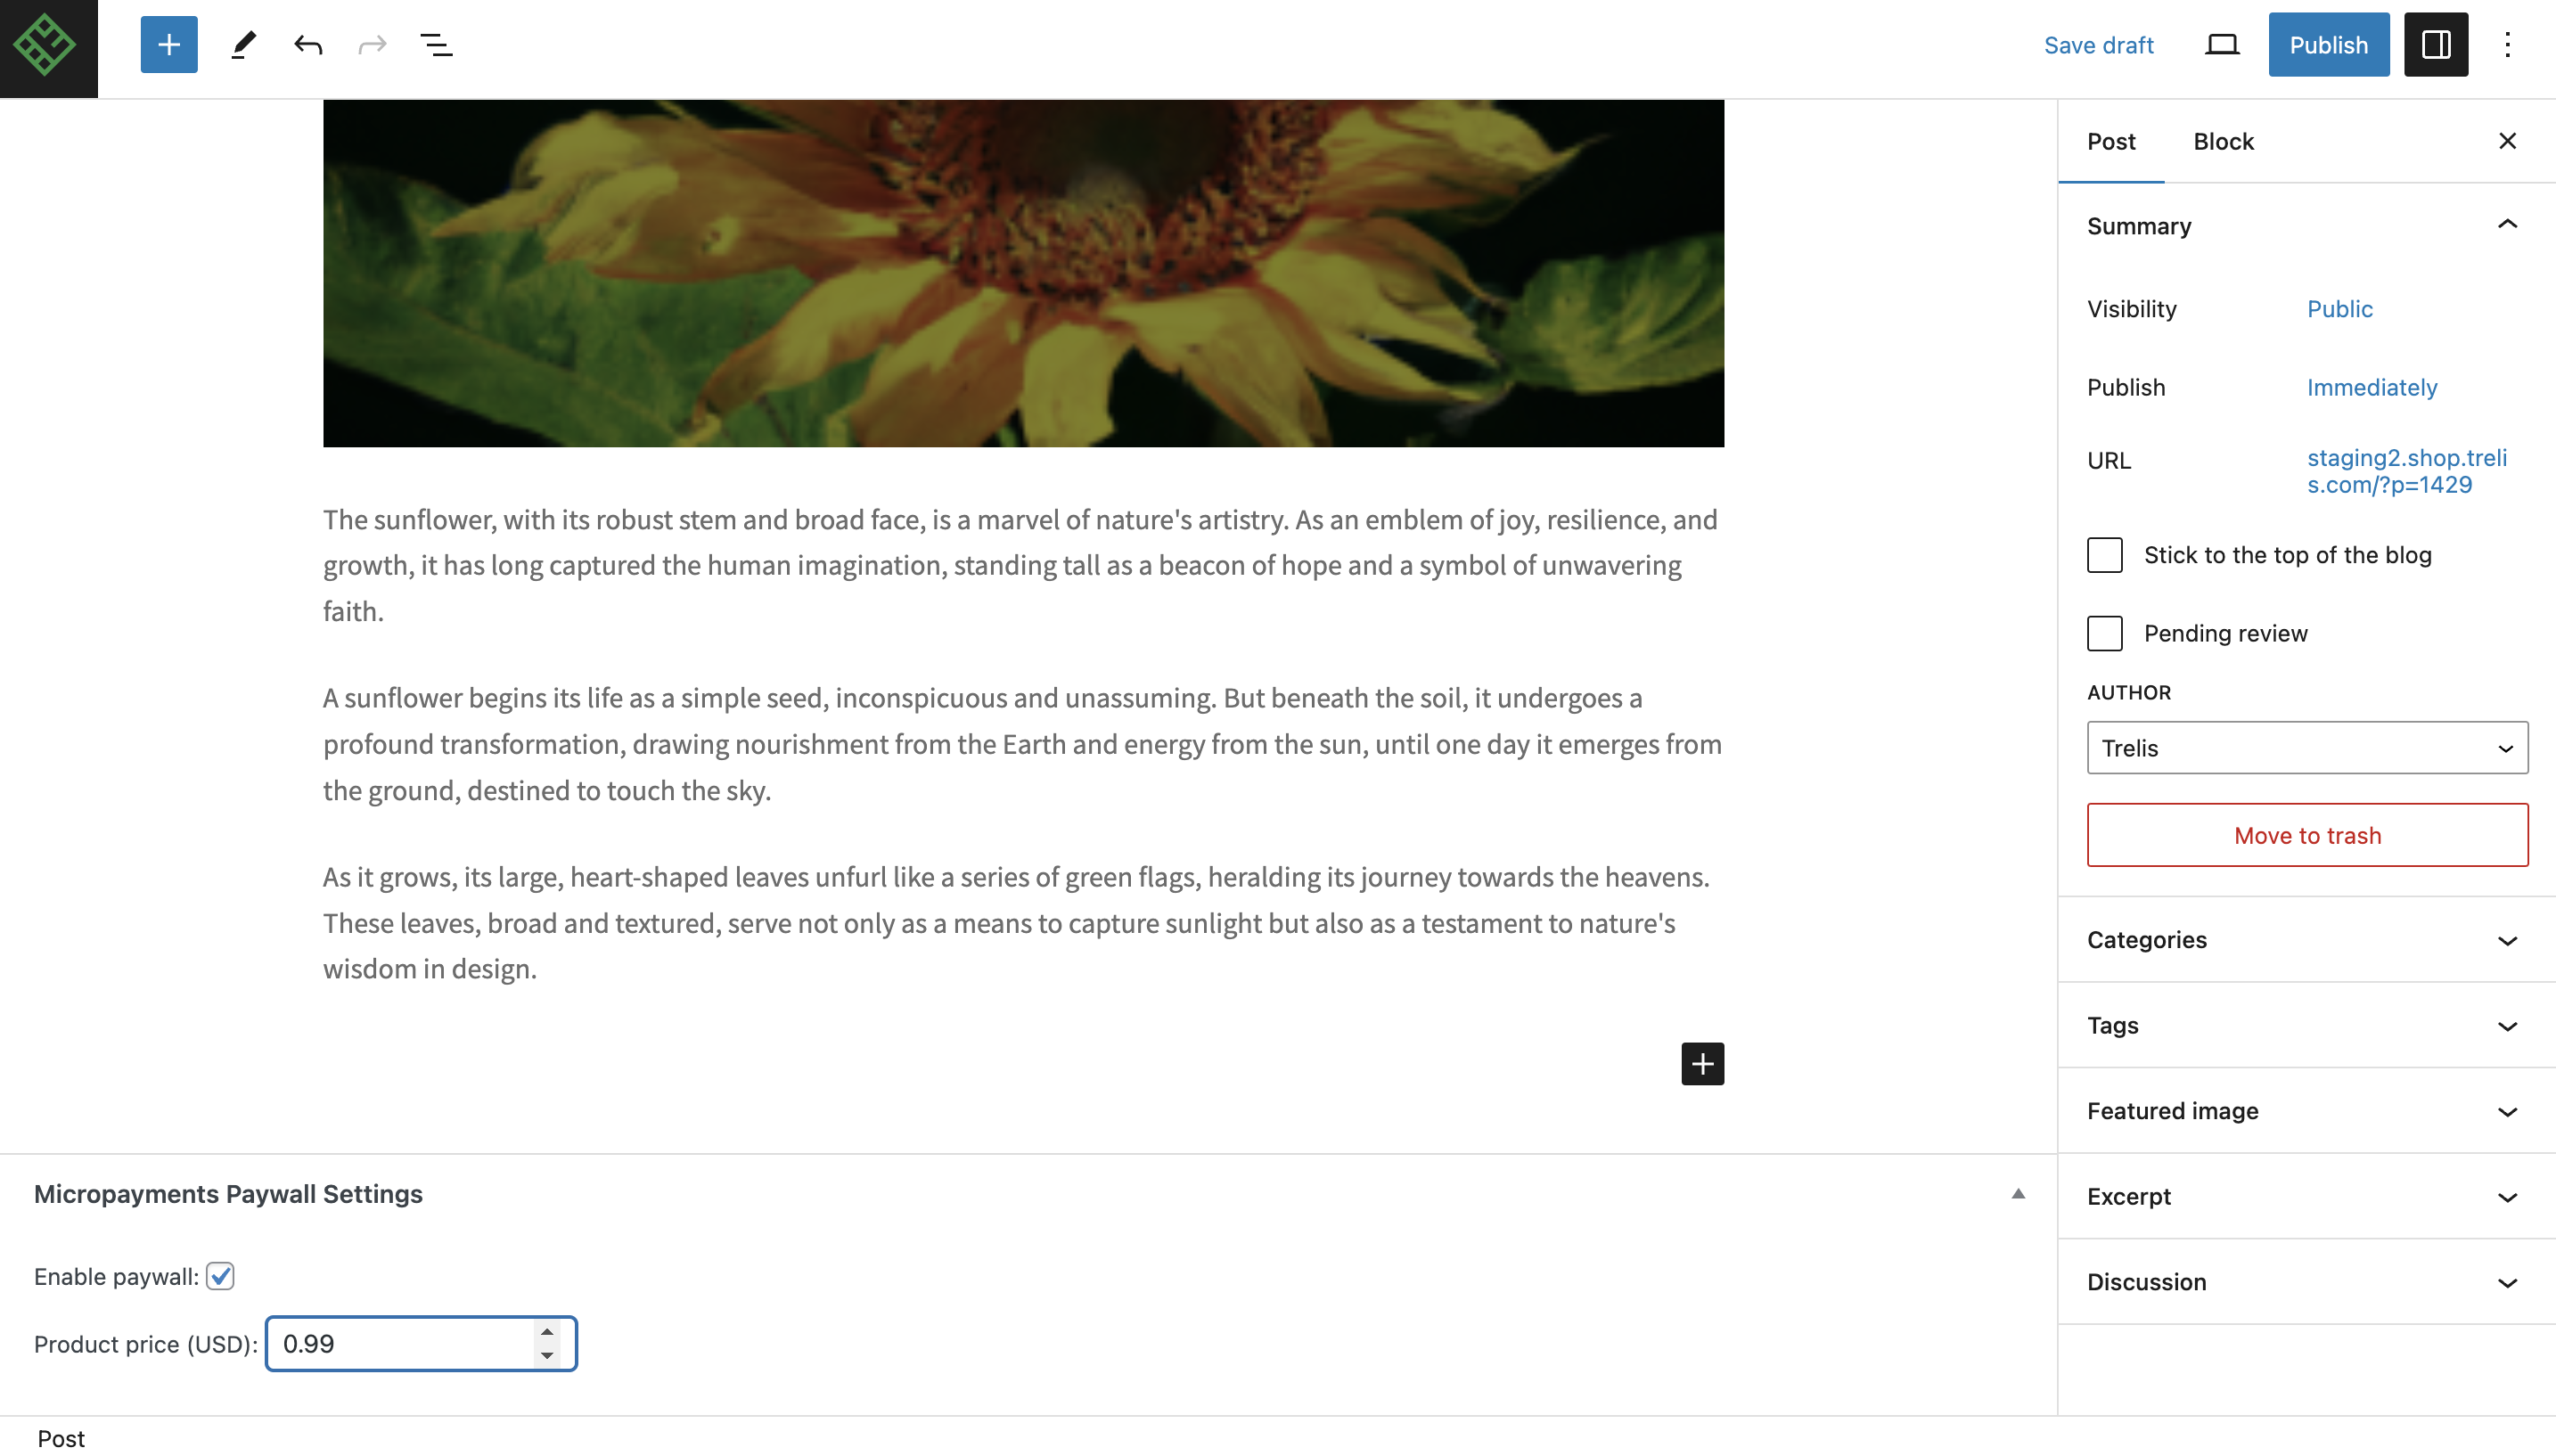 Save draft
Publish
Post
Block
Summary
Visibility
Public
Publish
Immediately
URL
staging2.shop.treli
s.com/?p=1429
Stick to the top of the blog
Pending review
AUTHOR
Trelis
Move to trash
Categories
Tags
Featured image
Excerpt
Discussion
The sunflower, with its robust stem and broad face, is a marvel of nature's artistry. As an emblem of joy, resilience, and
growth, it has long captured the human imagination, standing tall as a beacon of hope and a symbol of unwavering
faith.
A sunflower begins its life as a simple seed, inconspicuous and unassuming. But beneath the soil, it undergoes a
profound transformation, drawing nourishment from the Earth and energy from the sun, until one day it emerges from
the ground, destined to touch the sky.
As it grows, its large, heart-shaped leaves unfurl like a series of green flags, heralding its journey towards the heavens.
These leaves, broad and textured, serve not only as a means to capture sunlight but also as a testament to nature's
wisdom in design.
Micropayments Paywall Settings
Enable paywall:
Product price (USD): 0.99
Post